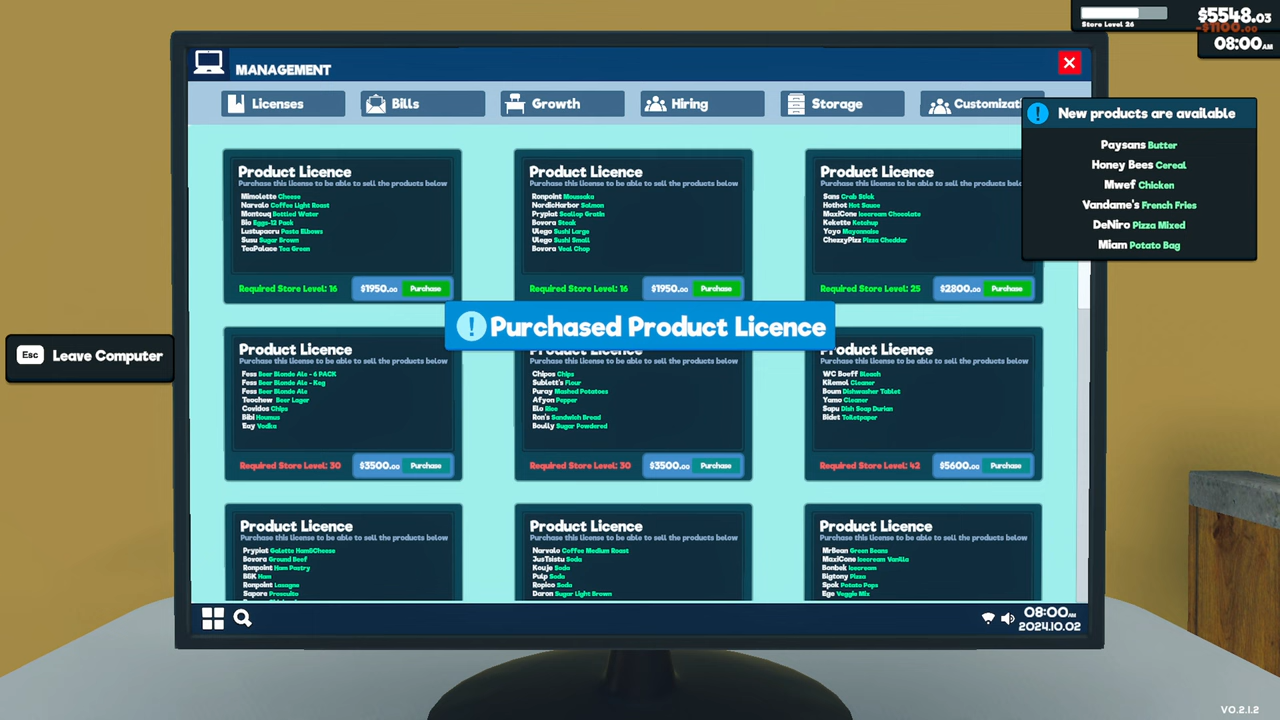 $5548.03
Store Level 26
-$1100.00
08:00AM
MANAGEMENT
Licenses
Bills
Growth
Hiring
Storage
New products are available
Paysans Butter
Honey Bees Cereal
Mwef Chicken
Vandame's French Fries
DeNiro Pizza Mixed
Miam Potato Bag
Product Licence
Purchase this license to be able to sell the products below
Mimolette Cheese
Narvalo Coffee Light Roast
Mantouq Bottled Water
Bio Eggs-12 Pack
Lustupacru Pasta Elbows
Susu Sugar Brown
TeaPalace Tea Green
Required Store Level: 16
$1950.00
Purchase
Product Licence
Purchase this license to be able to sell the products below
Ronpoint Moussaka
NordicHarbor Salmon
Prypiat Scallop Gratin
Bovora Steak
Ulego Sushi Large
Ulego Sushi Small
Bovora Veal Chop
Required Store Level: 16
$1950.00
Purchase
Product Licence
Purchase this license to be able to sell the products below
Sans Crab Stick
Hothot Hot Sauce
MaxiCone Icecream Chocolate
Kekette Ketchup
Yoyo Mayonnaise
ChezzyPizz Pizza Cheddar
Required Store Level: 25
$2800.00
Purchase
Purchased Product Licence
Esc Leave Computer
Product Licence
Purchase this license to be able to sell the products below
Fess Beer Blonde Ale - 6 PACK
Fess Beer Blonde Ale - Keg
Fess Beer Blonde Ale
Teochew Beer Lager
Covidos Chips
Bibi Houmus
Eay Vodka
Required Store Level: 30
$3500.00
Purchase
Product Licence
Purchase this license to be able to sell the products below
Chipos Chips
Sublett's Flour
Puray Mashed Potatoes
Afyon Pepper
Elo Rice
Ron's Sandwich Bread
Boully Sugar Powdered
Required Store Level: 30
$3500.00
Purchase
Product Licence
Purchase this license to be able to sell the products below
WC Boeff Bleach
Kilemol Cleaner
Boum Dishwasher Tablet
Yamo Cleaner
Sapu Dish Soap Durian
Bidet Toiletpaper
Required Store Level: 42
$5600.00
Purchase
Product Licence
Purchase this license to be able to sell the products below
Prypiat Galette Ham&Cheese
Bovora Ground Beef
Ronpoint Ham Pastry
BBK Ham
Ronpoint Lasagna
Sapore Proscuito
Product Licence
Purchase this license to be able to sell the products below
Narvalo Coffee Medium Roast
JusTsistu Soda
Kouje Soda
Pulp Soda
Ropico Soda
Daron Sugar Light Brown
Product Licence
Purchase this license to be able to sell the products below
MrBean Green Beans
MaxiCone Icecream Vanilla
Bonbek Icecream
Bigtony Pizza
Spok Potato Pops
Ego Veggie Mix
08:00AM
2024.10.02
V0.2.1.2